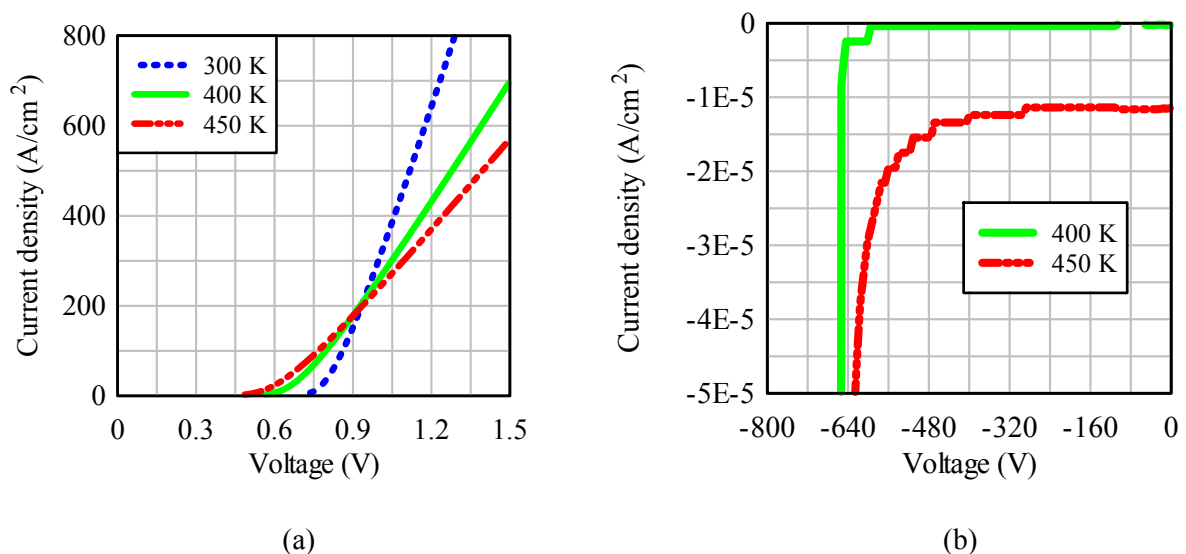 800
600
400
200
0
Current density (A/cm 2)
300 K
400 K
450 K
0 0.3 0.6 0.9 1.2 1.5
Voltage (V)
(a)
0
-1E-5
-2E-5
-3E-5
-4E-5
-5E-5
Current density (A/cm 2)
400 K
450 K
-800 -640 -480 -320 -160 0
Voltage (V)
(b)